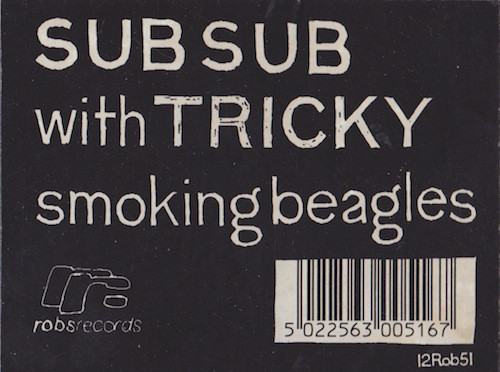 SUB SUB
with TRICKY
smoking beagles
robsrecords
5 022563 005167
12Rob51